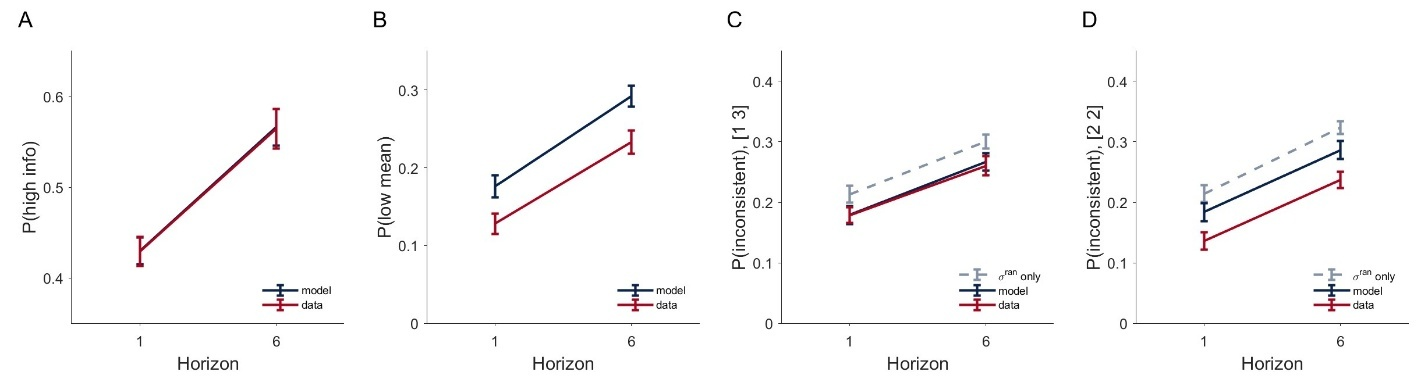 A
P(high info)
0.6
0.5
0.4
1
6
Horizon
model
data
B
P(low mean)
0.3
0.2
0.1
0
1
6
Horizon
model
data
C
P(inconsistent), [1 3]
0.4
0.3
0.2
0.1
0
1
6
Horizon
σ^ran only
model
data
D
P(inconsistent), [2 2]
0.4
0.3
0.2
0.1
0
1
6
Horizon
σ^ran only
model
data